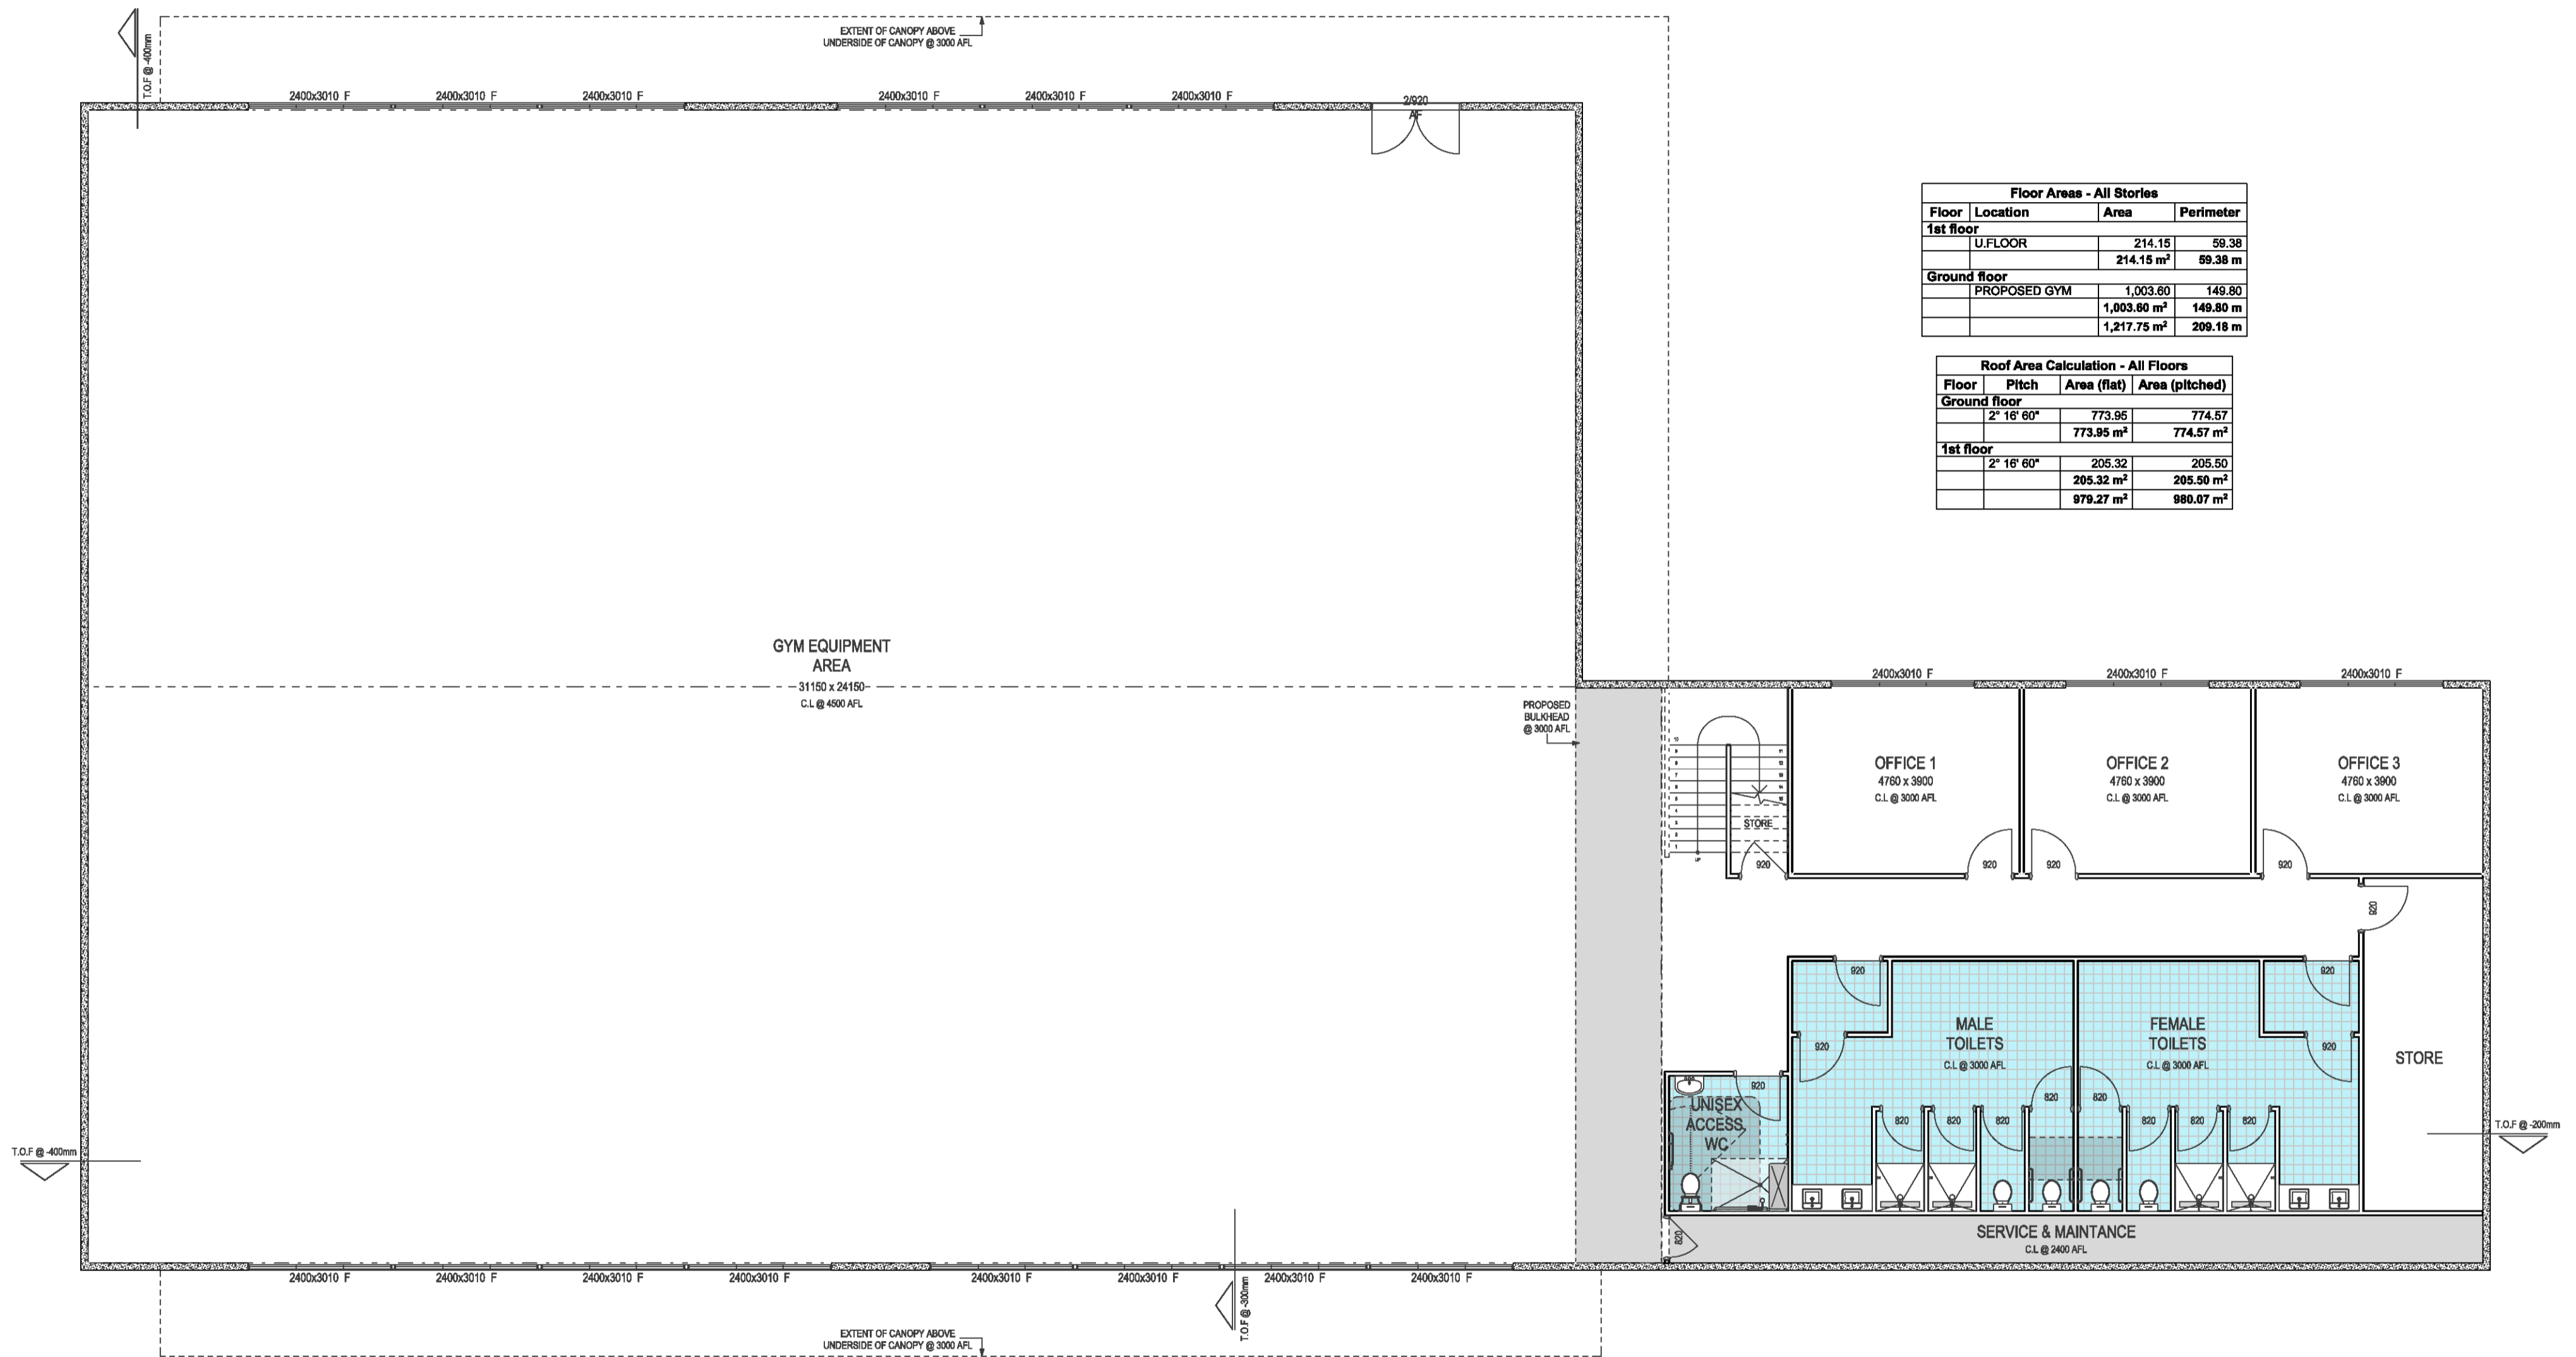 EXTENT OF CANOPY ABOVE
UNDERSIDE OF CANOPY @ 3000 AFL
T.O.F @ -400mm
2400x3010 F
2400x3010 F
2400x3010 F
2400x3010 F
2400x3010 F
2400x3010 F
2/920
AF
Floor Areas - All Stories
Floor Location Area Perimeter
1st floor
U.FLOOR 214.15 59.38
214.15 m² 59.38 m
Ground floor
PROPOSED GYM 1,003.60 149.80
1,003.60 m² 149.80 m
1,217.75 m² 209.18 m
Roof Area Calculation - All Floors
Floor Pitch Area (flat) Area (pitched)
Ground floor
2° 16' 60" 773.95 774.57
773.95 m² 774.57 m²
1st floor
2° 16' 60" 205.32 205.50
205.32 m² 205.50 m²
979.27 m² 980.07 m²
GYM EQUIPMENT
AREA
31150 x 24150
C.L @ 4500 AFL
PROPOSED
BULKHEAD
@ 3000 AFL
2400x3010 F
2400x3010 F
2400x3010 F
OFFICE 1
4760 x 3900
C.L @ 3000 AFL
OFFICE 2
4760 x 3900
C.L @ 3000 AFL
OFFICE 3
4760 x 3900
C.L @ 3000 AFL
STORE
UP
920
920
920
920
920
920
920
920
920
MALE
TOILETS
C.L @ 3000 AFL
FEMALE
TOILETS
C.L @ 3000 AFL
STORE
920
UNISEX
ACCESS
WC
820
820
820
820
820
820
820
820
820
SERVICE & MAINTANCE
C.L @ 2400 AFL
T.O.F @ -400mm
T.O.F @ -200mm
2400x3010 F
2400x3010 F
2400x3010 F
2400x3010 F
2400x3010 F
2400x3010 F
2400x3010 F
2400x3010 F
T.O.F @ -300mm
EXTENT OF CANOPY ABOVE
UNDERSIDE OF CANOPY @ 3000 AFL